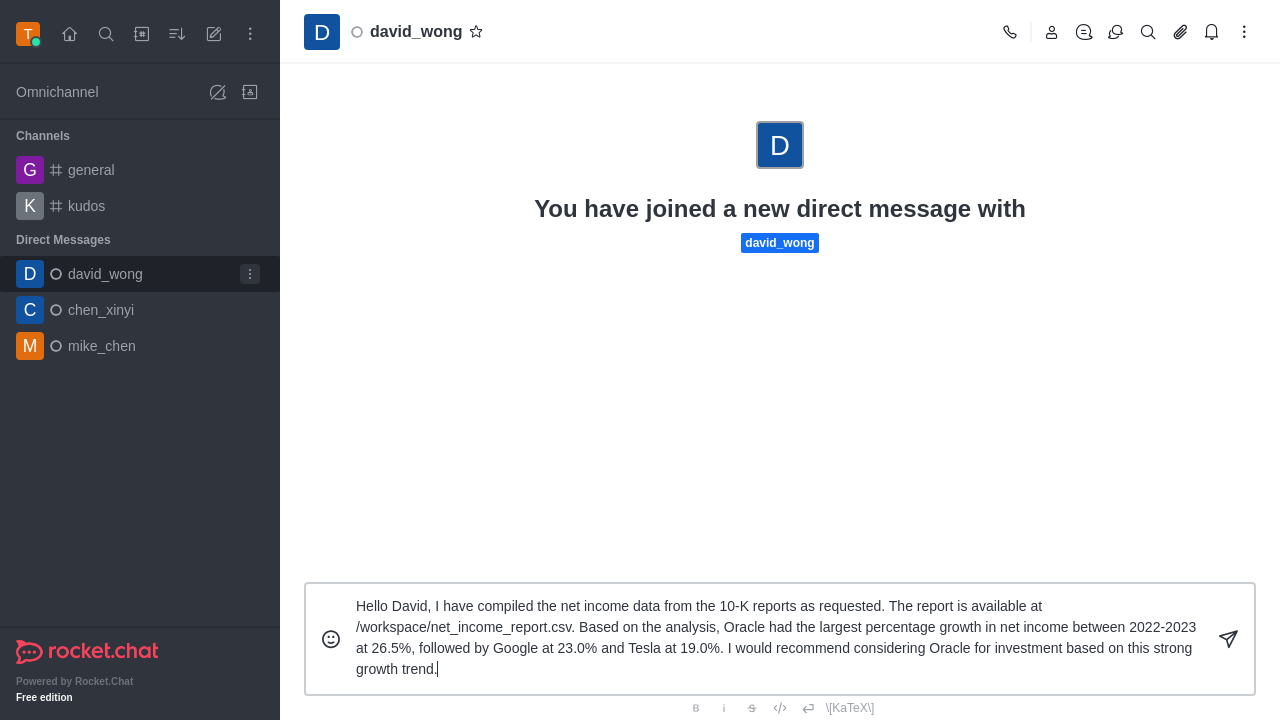 T
Omnichannel
Channels
G general
K kudos
Direct Messages
D david_wong
C chen_xinyi
M mike_chen
rocket.chat
Powered by Rocket.Chat
Free edition
D david_wong
D
You have joined a new direct message with
david_wong
Hello David, I have compiled the net income data from the 10-K reports as requested. The report is available at
/workspace/net_income_report.csv. Based on the analysis, Oracle had the largest percentage growth in net income between 2022-2023
at 26.5%, followed by Google at 23.0% and Tesla at 19.0%. I would recommend considering Oracle for investment based on this strong
growth trend.
B i S \[KaTeX\]